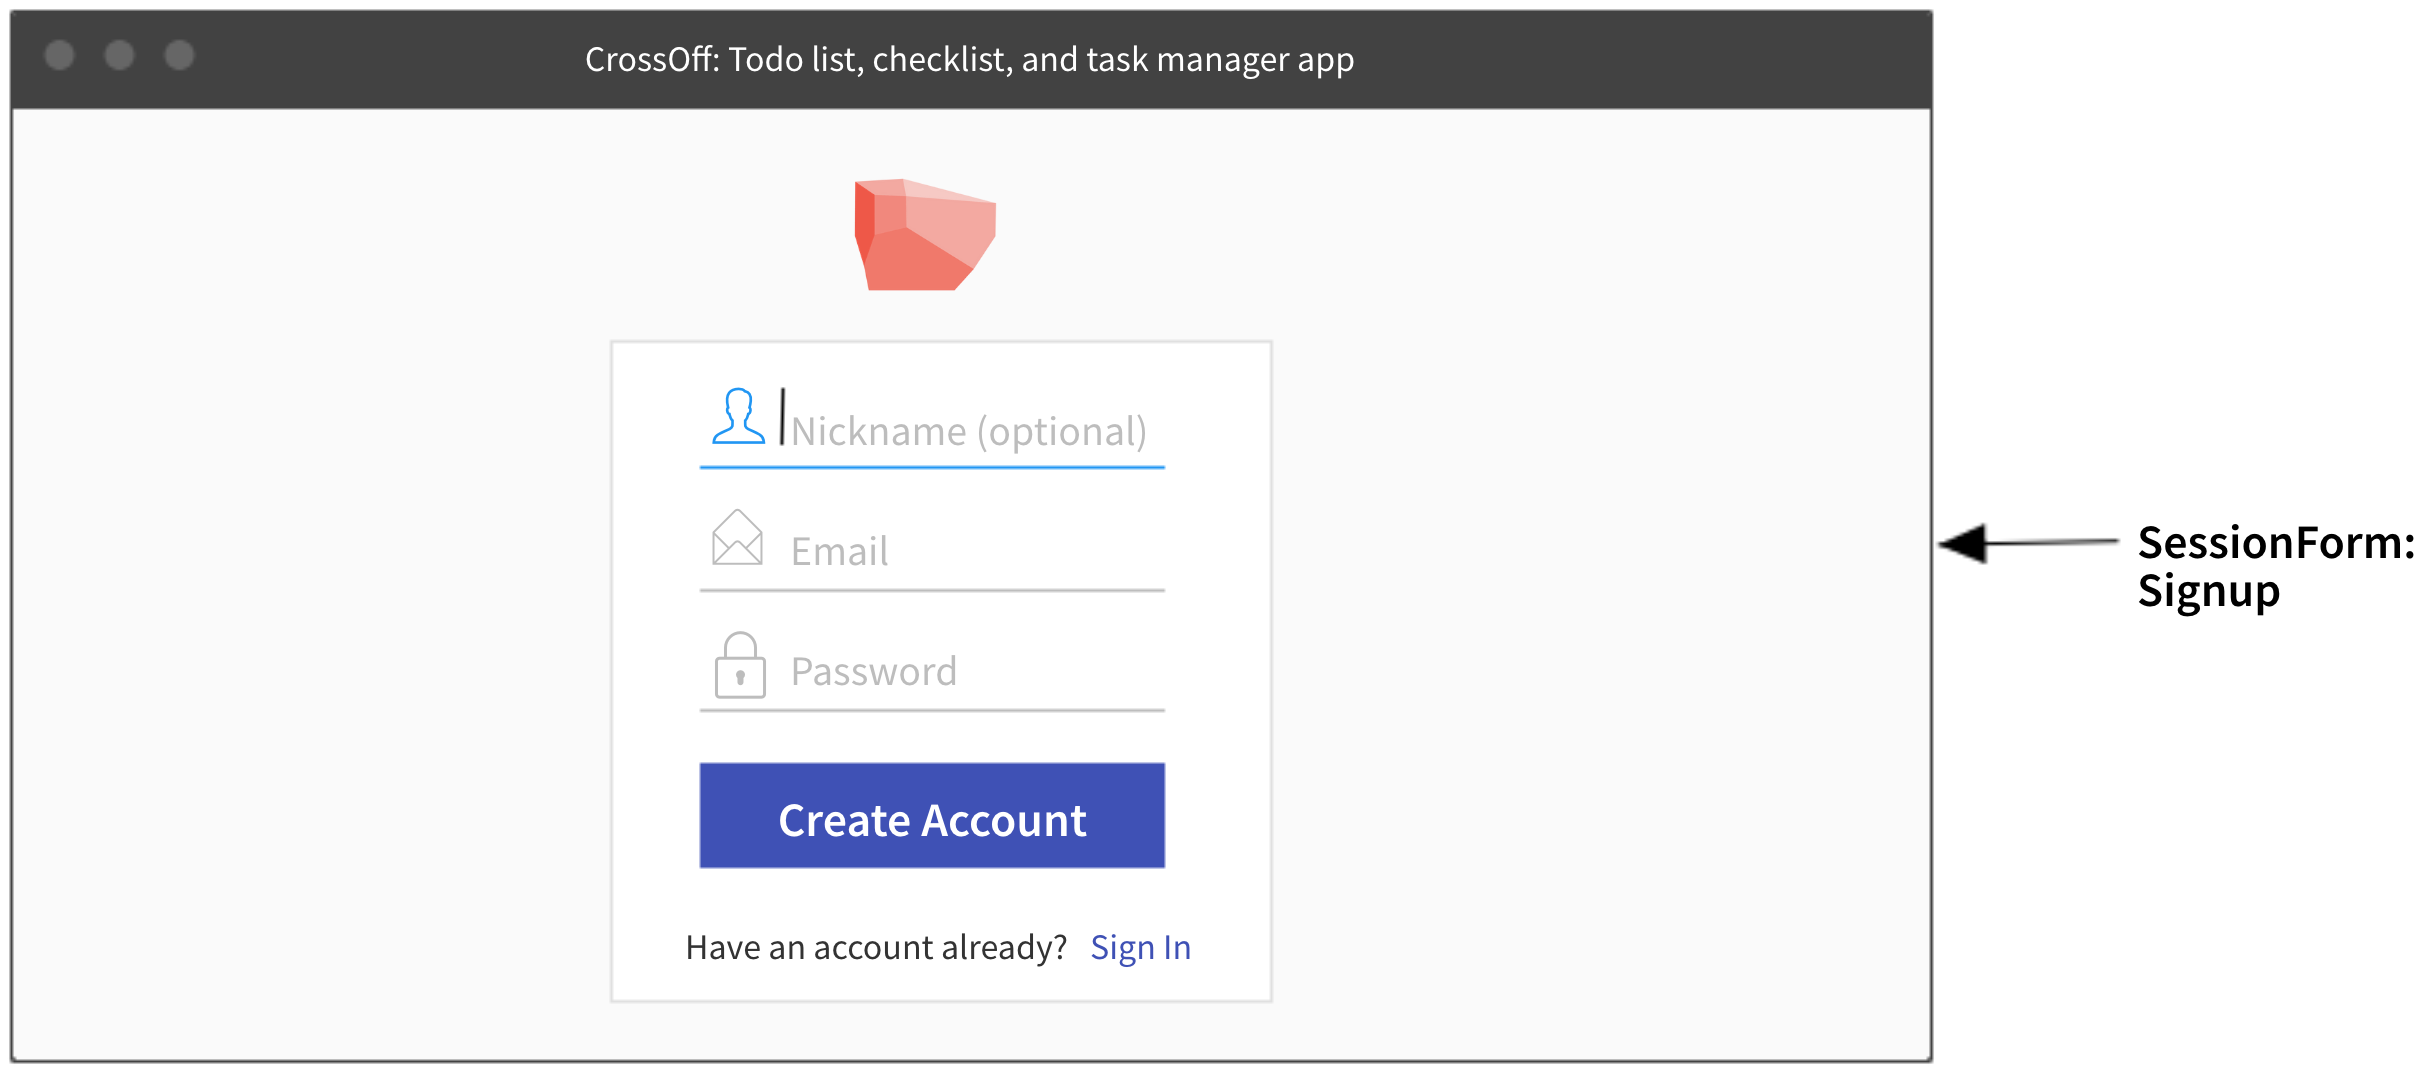 CrossOff: Todo list, checklist, and task manager app
Nickname (optional)
Email
Password
Create Account
Have an account already? Sign In
SessionForm:
Signup